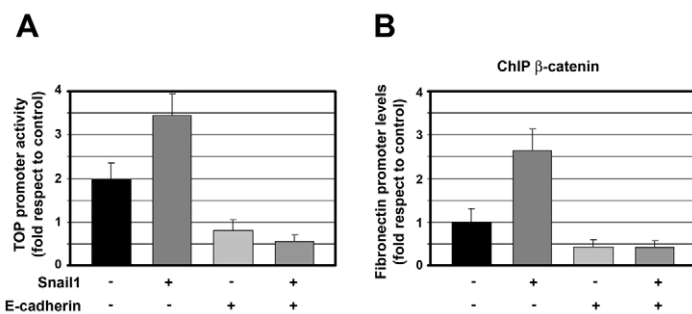 A
B
ChIP β-catenin
TOP promoter activity
(fold respect to control)
4
3
2
1
0
Fibronectin promoter levels
(fold respect to control)
4
3
2
1
0
Snail1 - + - +
E-cadherin - - + +
- + - +
- - + +